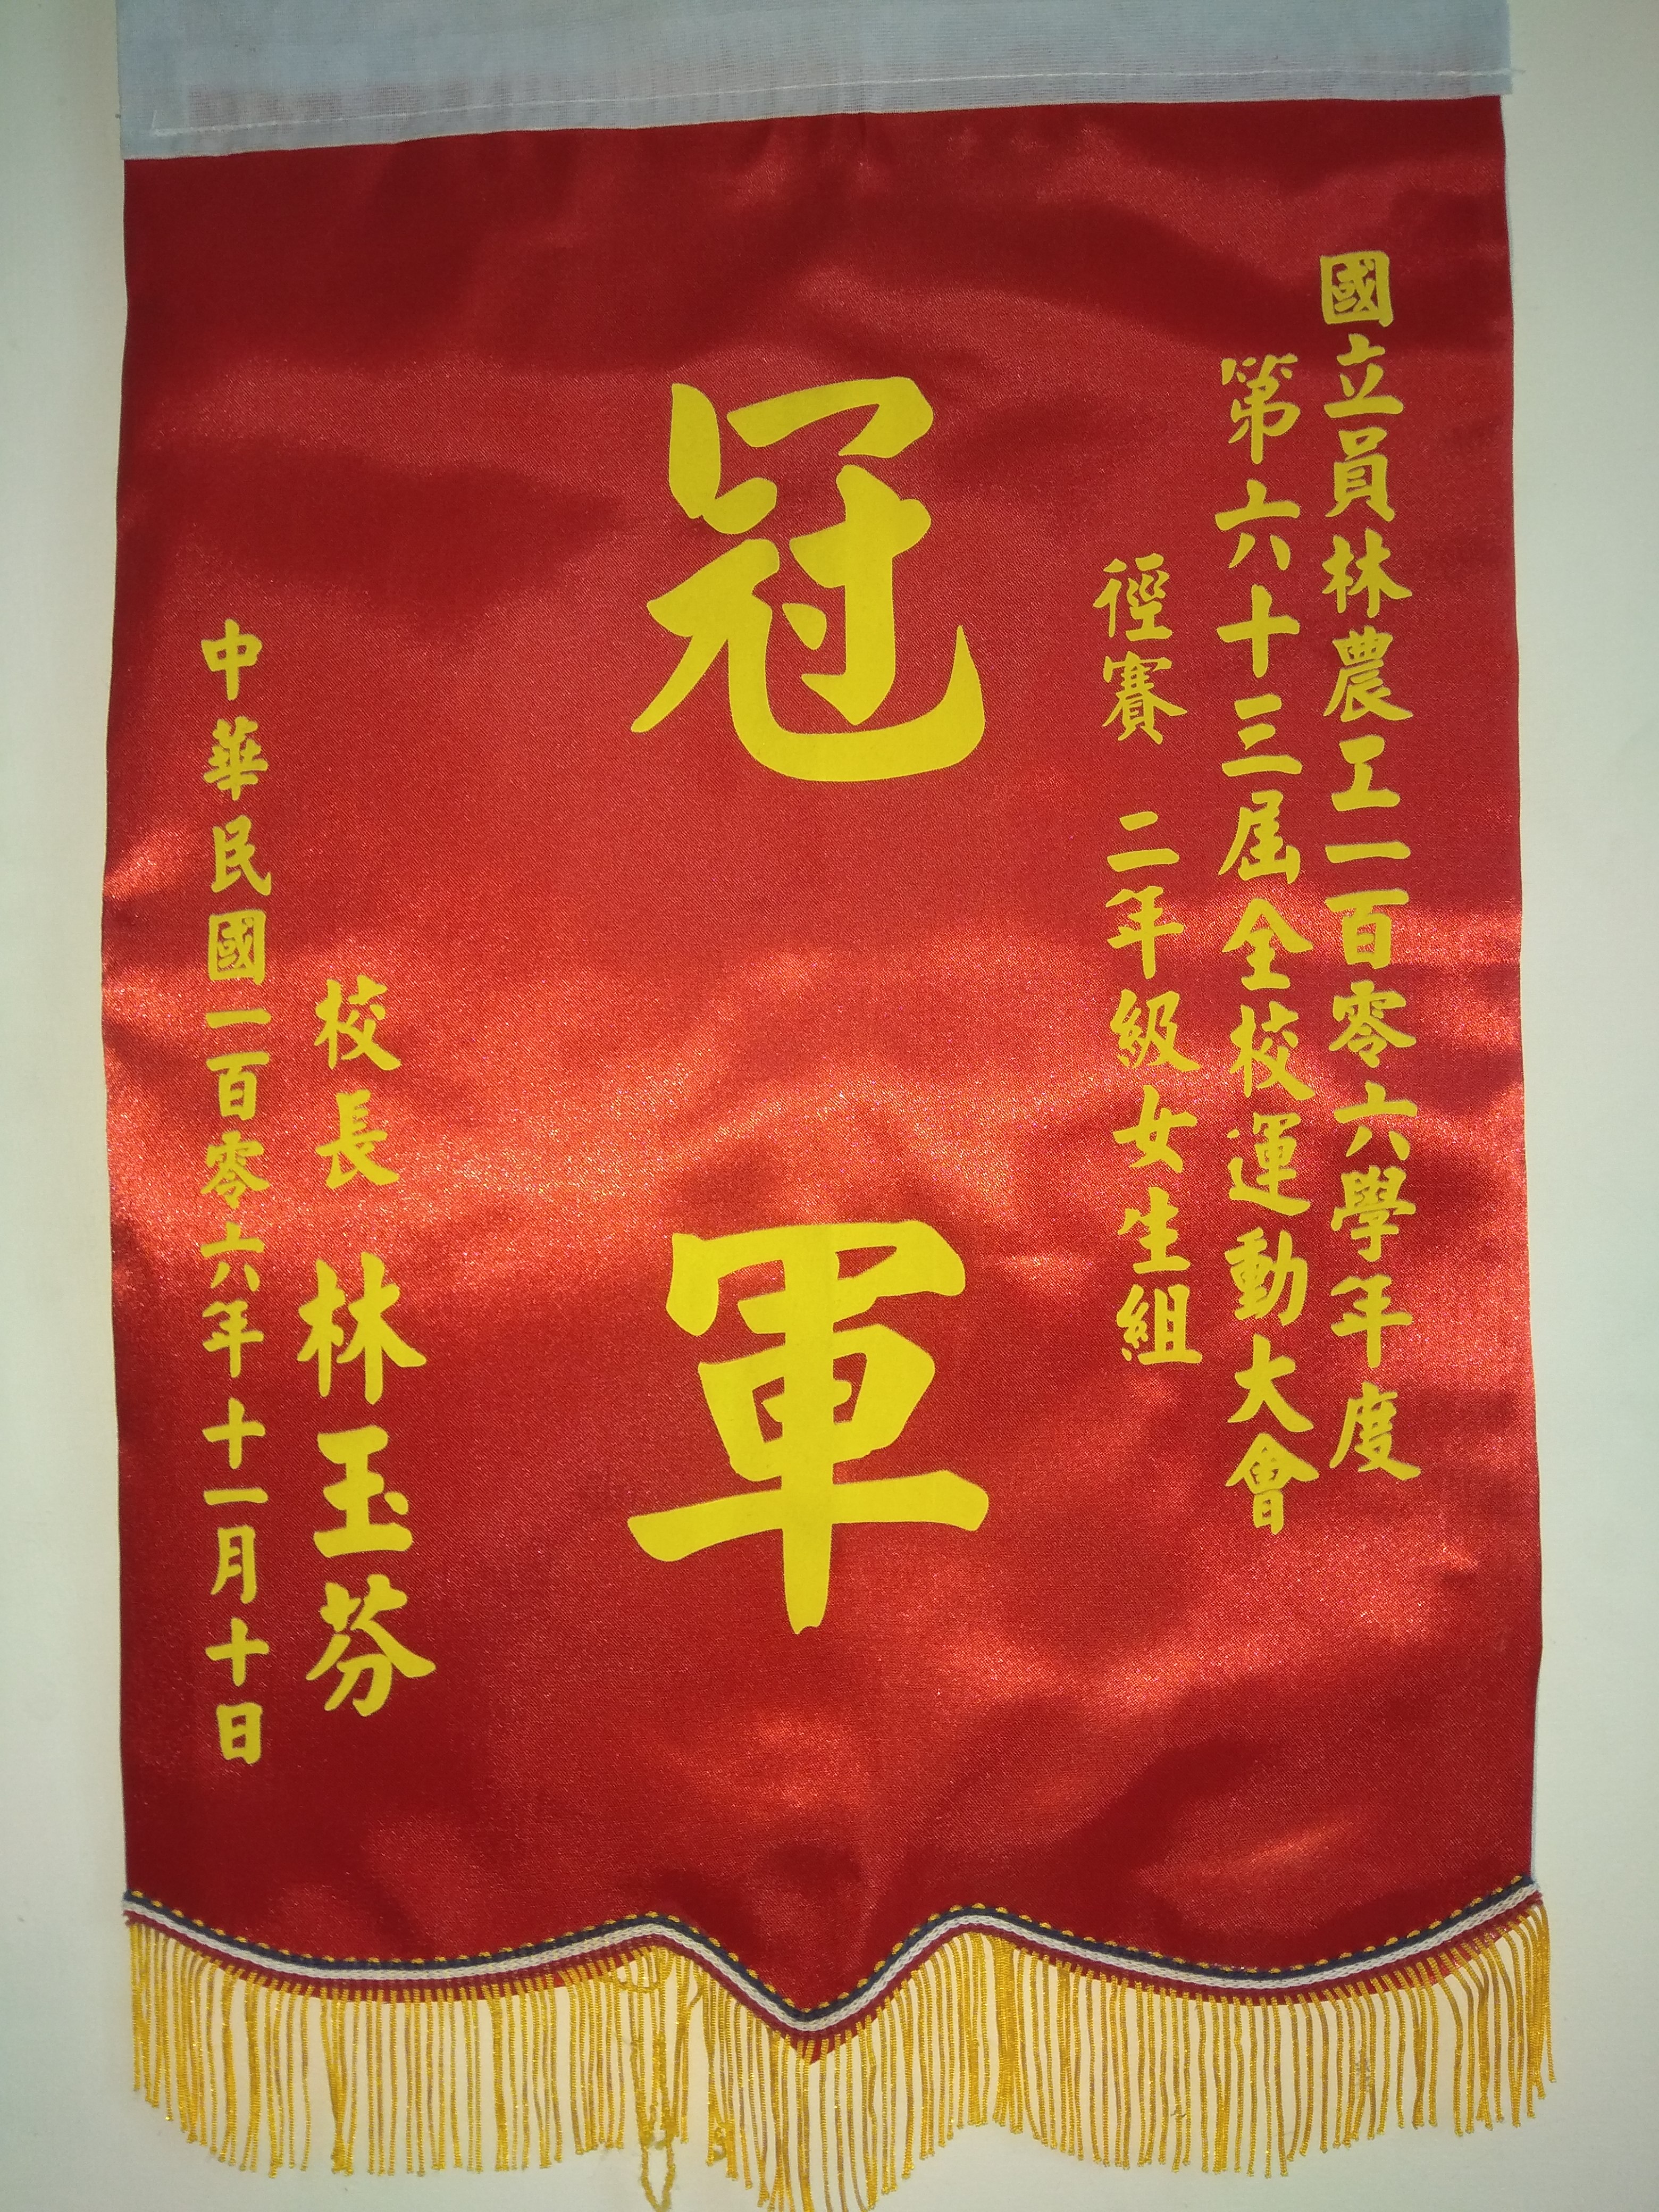 國立員林農工一百零六學年度
第六十三屆全校運動大會
徑賽 二年級女生組
冠軍
校長 林玉芬
中華民國一百零六年十一月十日